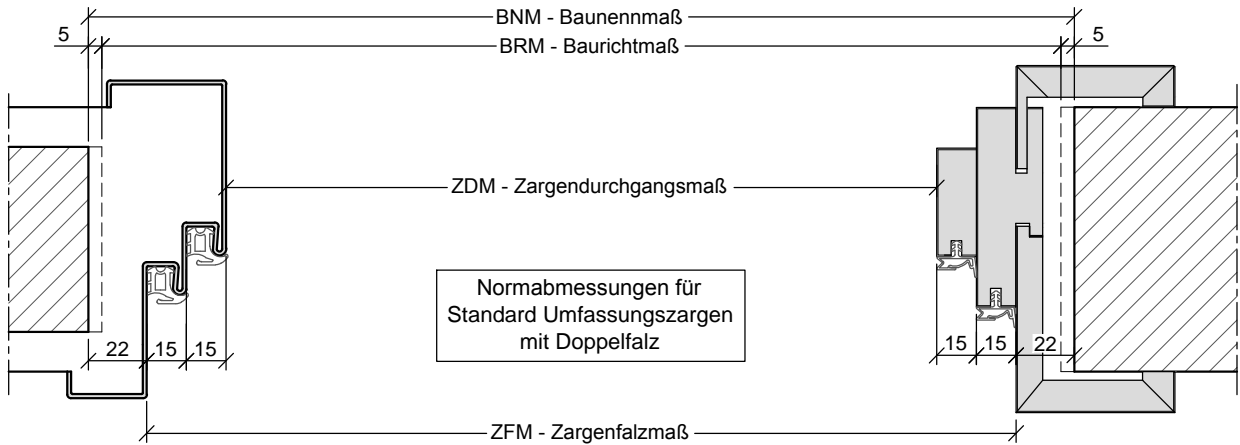 BNM - Baunennmaß
5
BRM - Baurichtmaß
5
ZDM - Zargendurchgangsmaß
Normabmessungen für
Standard Umfassungszargen
mit Doppelfalz
22 15 15
15 15 22
ZFM - Zargenfalzmaß